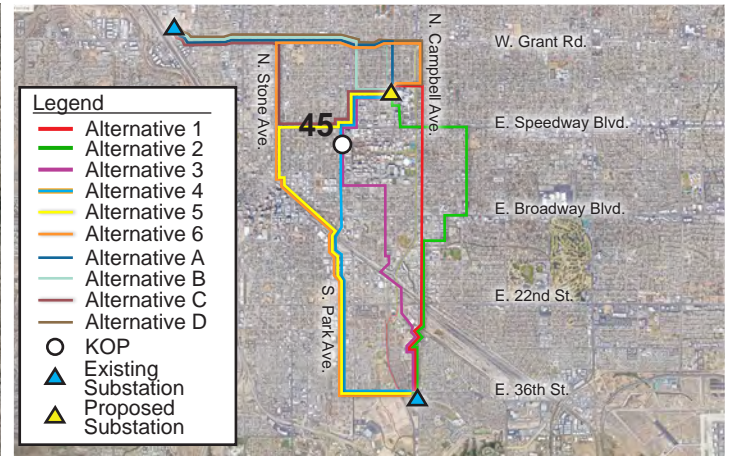 W. Grant Rd.
N. Campbell Ave.
N. Stone Ave.
Legend
Alternative 1
Alternative 2
Alternative 3
Alternative 4
Alternative 5
Alternative 6
Alternative A
Alternative B
Alternative C
Alternative D
KOP
Existing
Substation
Proposed
Substation
45
E. Speedway Blvd.
E. Broadway Blvd.
E. 22nd St.
S. Park Ave.
E. 36th St.